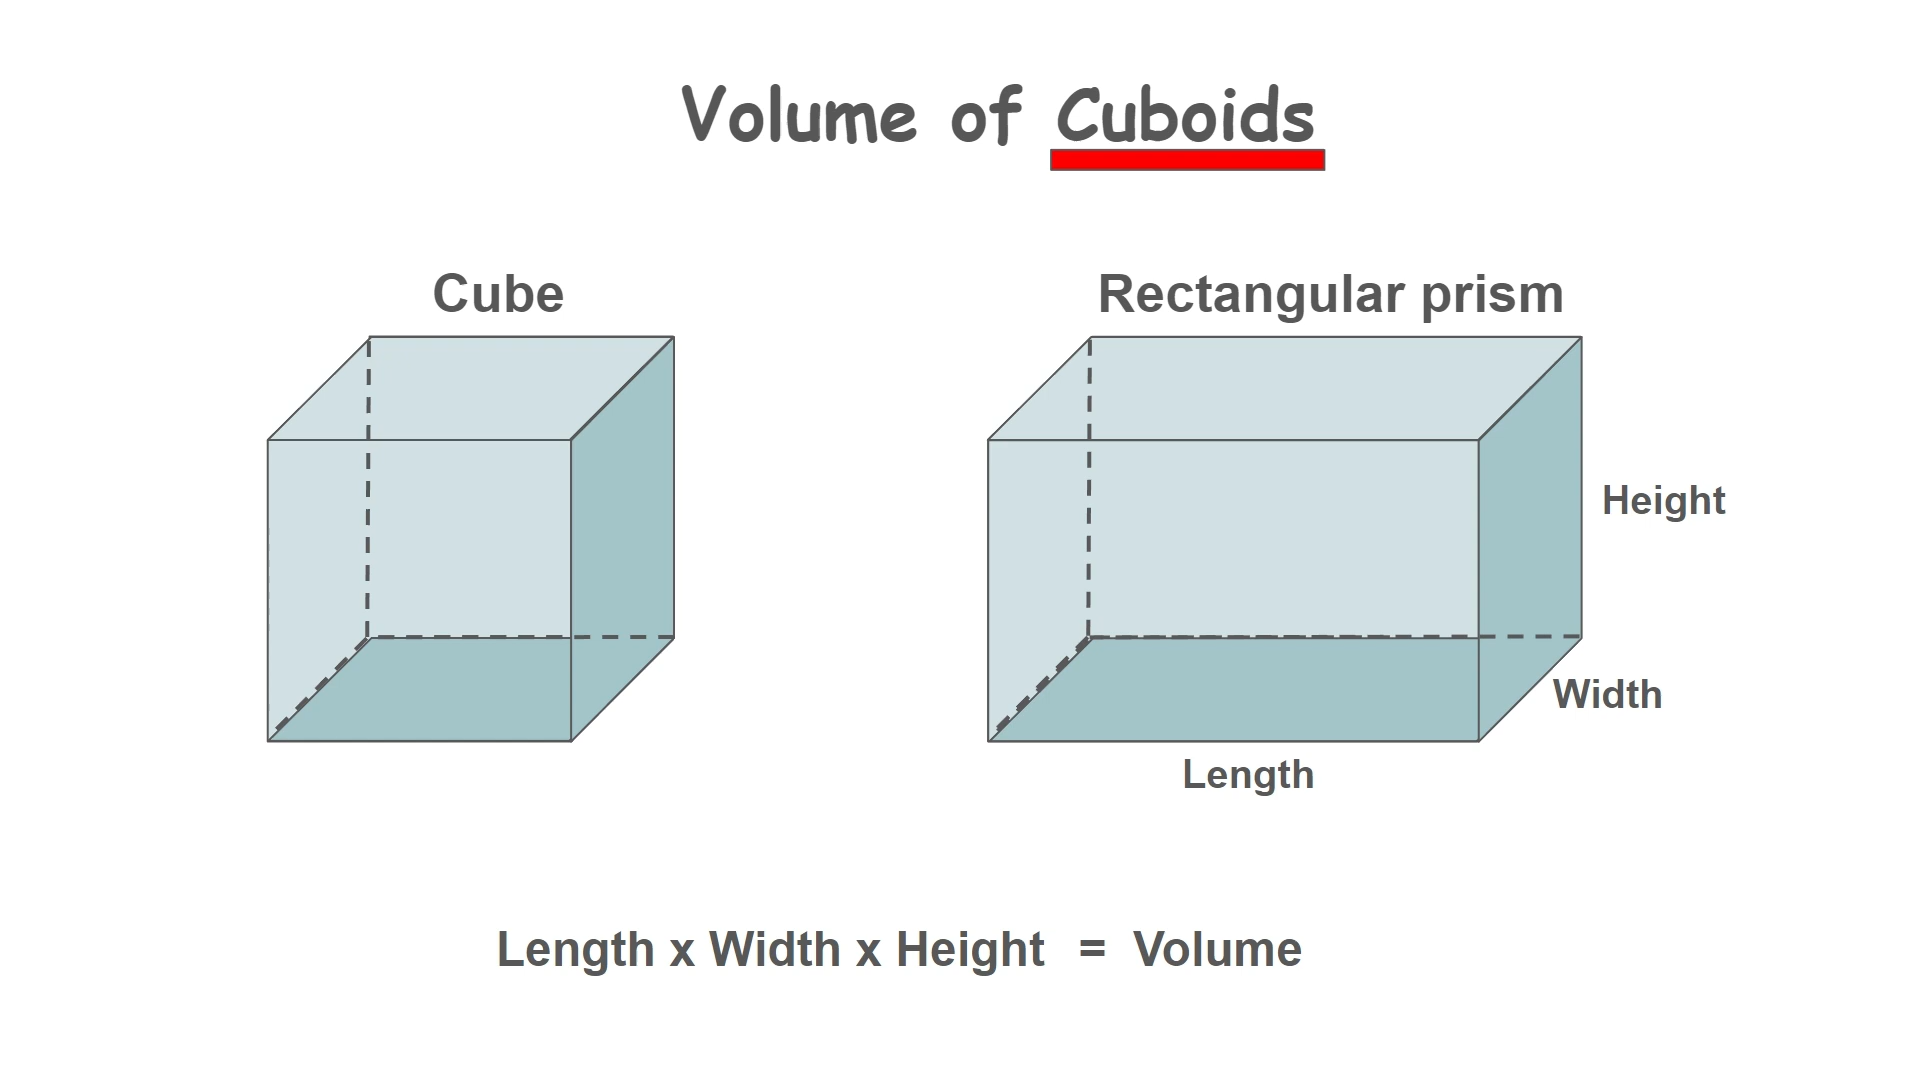 Volume of Cuboids
Cube
Rectangular prism
Height
Width
Length
Length x Width x Height = Volume